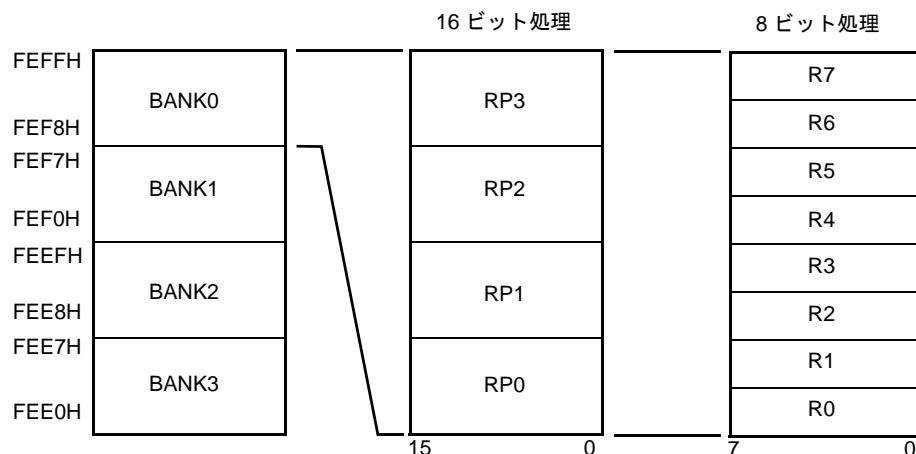 16 ビット処理
8 ビット処理
FEFFH
BANK0
FEF8H
FEF7H
BANK1
FEF0H
FEEFH
BANK2
FEE8H
FEE7H
BANK3
FEE0H
RP3
RP2
RP1
RP0
15 0
R7
R6
R5
R4
R3
R2
R1
R0
7 0